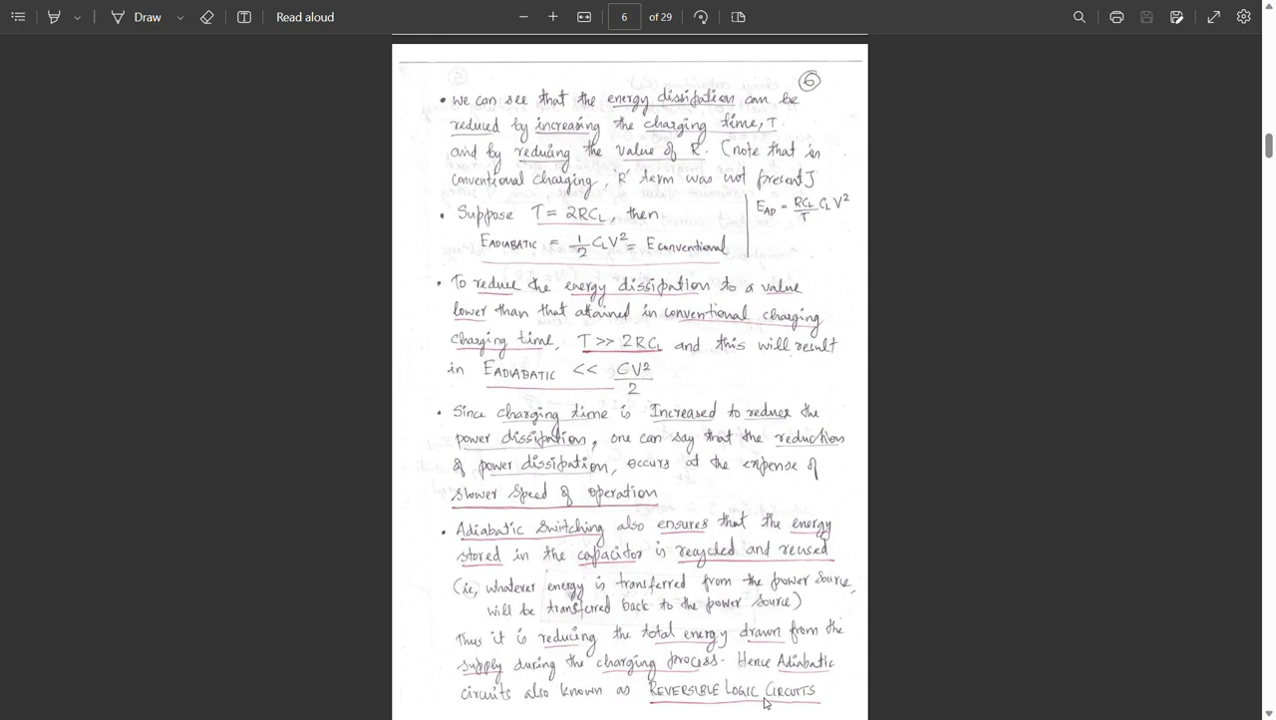 Draw
Read aloud
6
of 29
6
• We can see that the energy dissipation can be
reduced by increasing the charging time, T
and by reducing the value of R. [note that in
conventional charging, 'R' term was not present]
• Suppose T = 2RCL, then
EADIABATIC = 1/2 CLV² = E conventional
EAD = RCL/T CLV²
• To reduce the energy dissipation to a value
lower than that attained in conventional charging
charging time, T >> 2RCL and this will result
in EADIABATIC << CV²/2
• Since charging time is Increased to reduce the
power dissipation, one can say that the reduction
of power dissipation, occurs at the expense of
slower speed of operation
• Adiabatic Switching also ensures that the energy
stored in the capacitor is recycled and reused
(ie, whatever energy is transferred from the power source,
will be transferred back to the power source)
Thus it is reducing the total energy drawn from the
supply during the charging process. Hence Adiabatic
circuits also known as REVERSIBLE LOGIC CIRCUITS